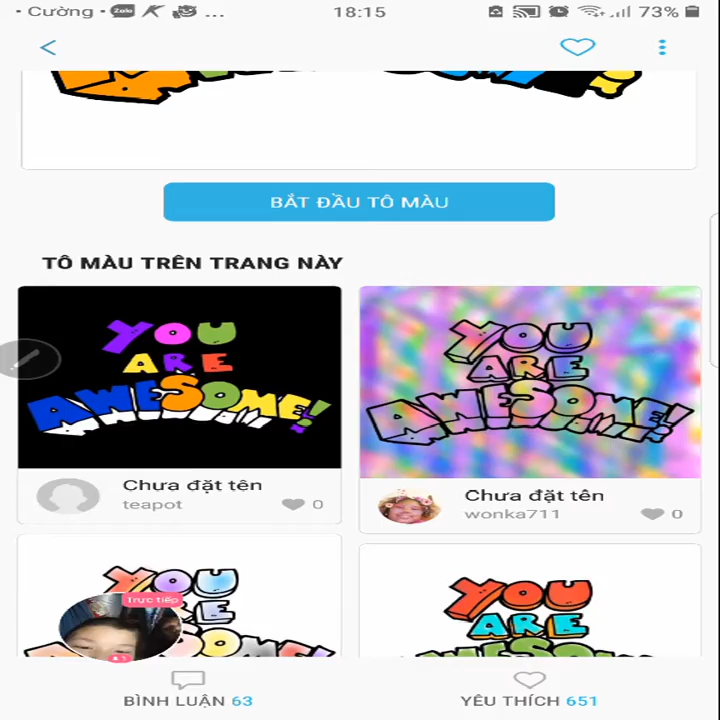 • Cường • Zalo ... 18:15 73%
BẮT ĐẦU TÔ MÀU
TÔ MÀU TRÊN TRANG NÀY
YOU
ARE
AWESOME!
Chưa đặt tên
teapot 0
YOU
ARE
AWESOME!
Chưa đặt tên
wonka711 0
YOU
Trực tiếp
YOU
ARE
BÌNH LUẬN 63
YÊU THÍCH 651